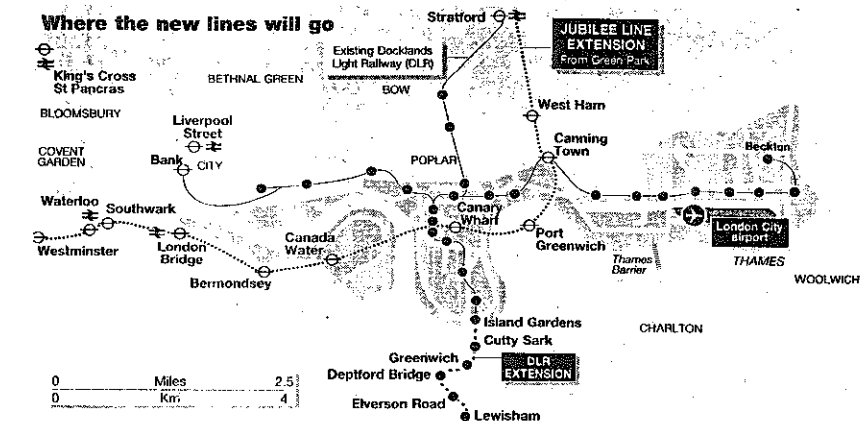 Where the new lines will go
Stratford
JUBILEE LINE
EXTENSION
From Green Park
Existing Docklands
Light Railway (DLR)
King's Cross
St Pancras
BETHNAL GREEN
BOW
BLOOMSBURY
West Ham
Liverpool
Street
COVENT
GARDEN
Bank
CITY
POPLAR
Canning
Town
Beckton
Waterloo
Southwark
Canary
Wharf
London City
airport
Westminster
London
Bridge
Canada
Water
Port
Greenwich
Bermondsey
Thames
Barrier
THAMES
WOOLWICH
Island Gardens
CHARLTON
Cutty Sark
Greenwich
DLR
EXTENSION
Deptford Bridge
0 Miles 2.5
0 Km 4
Elverson Road
Lewisham